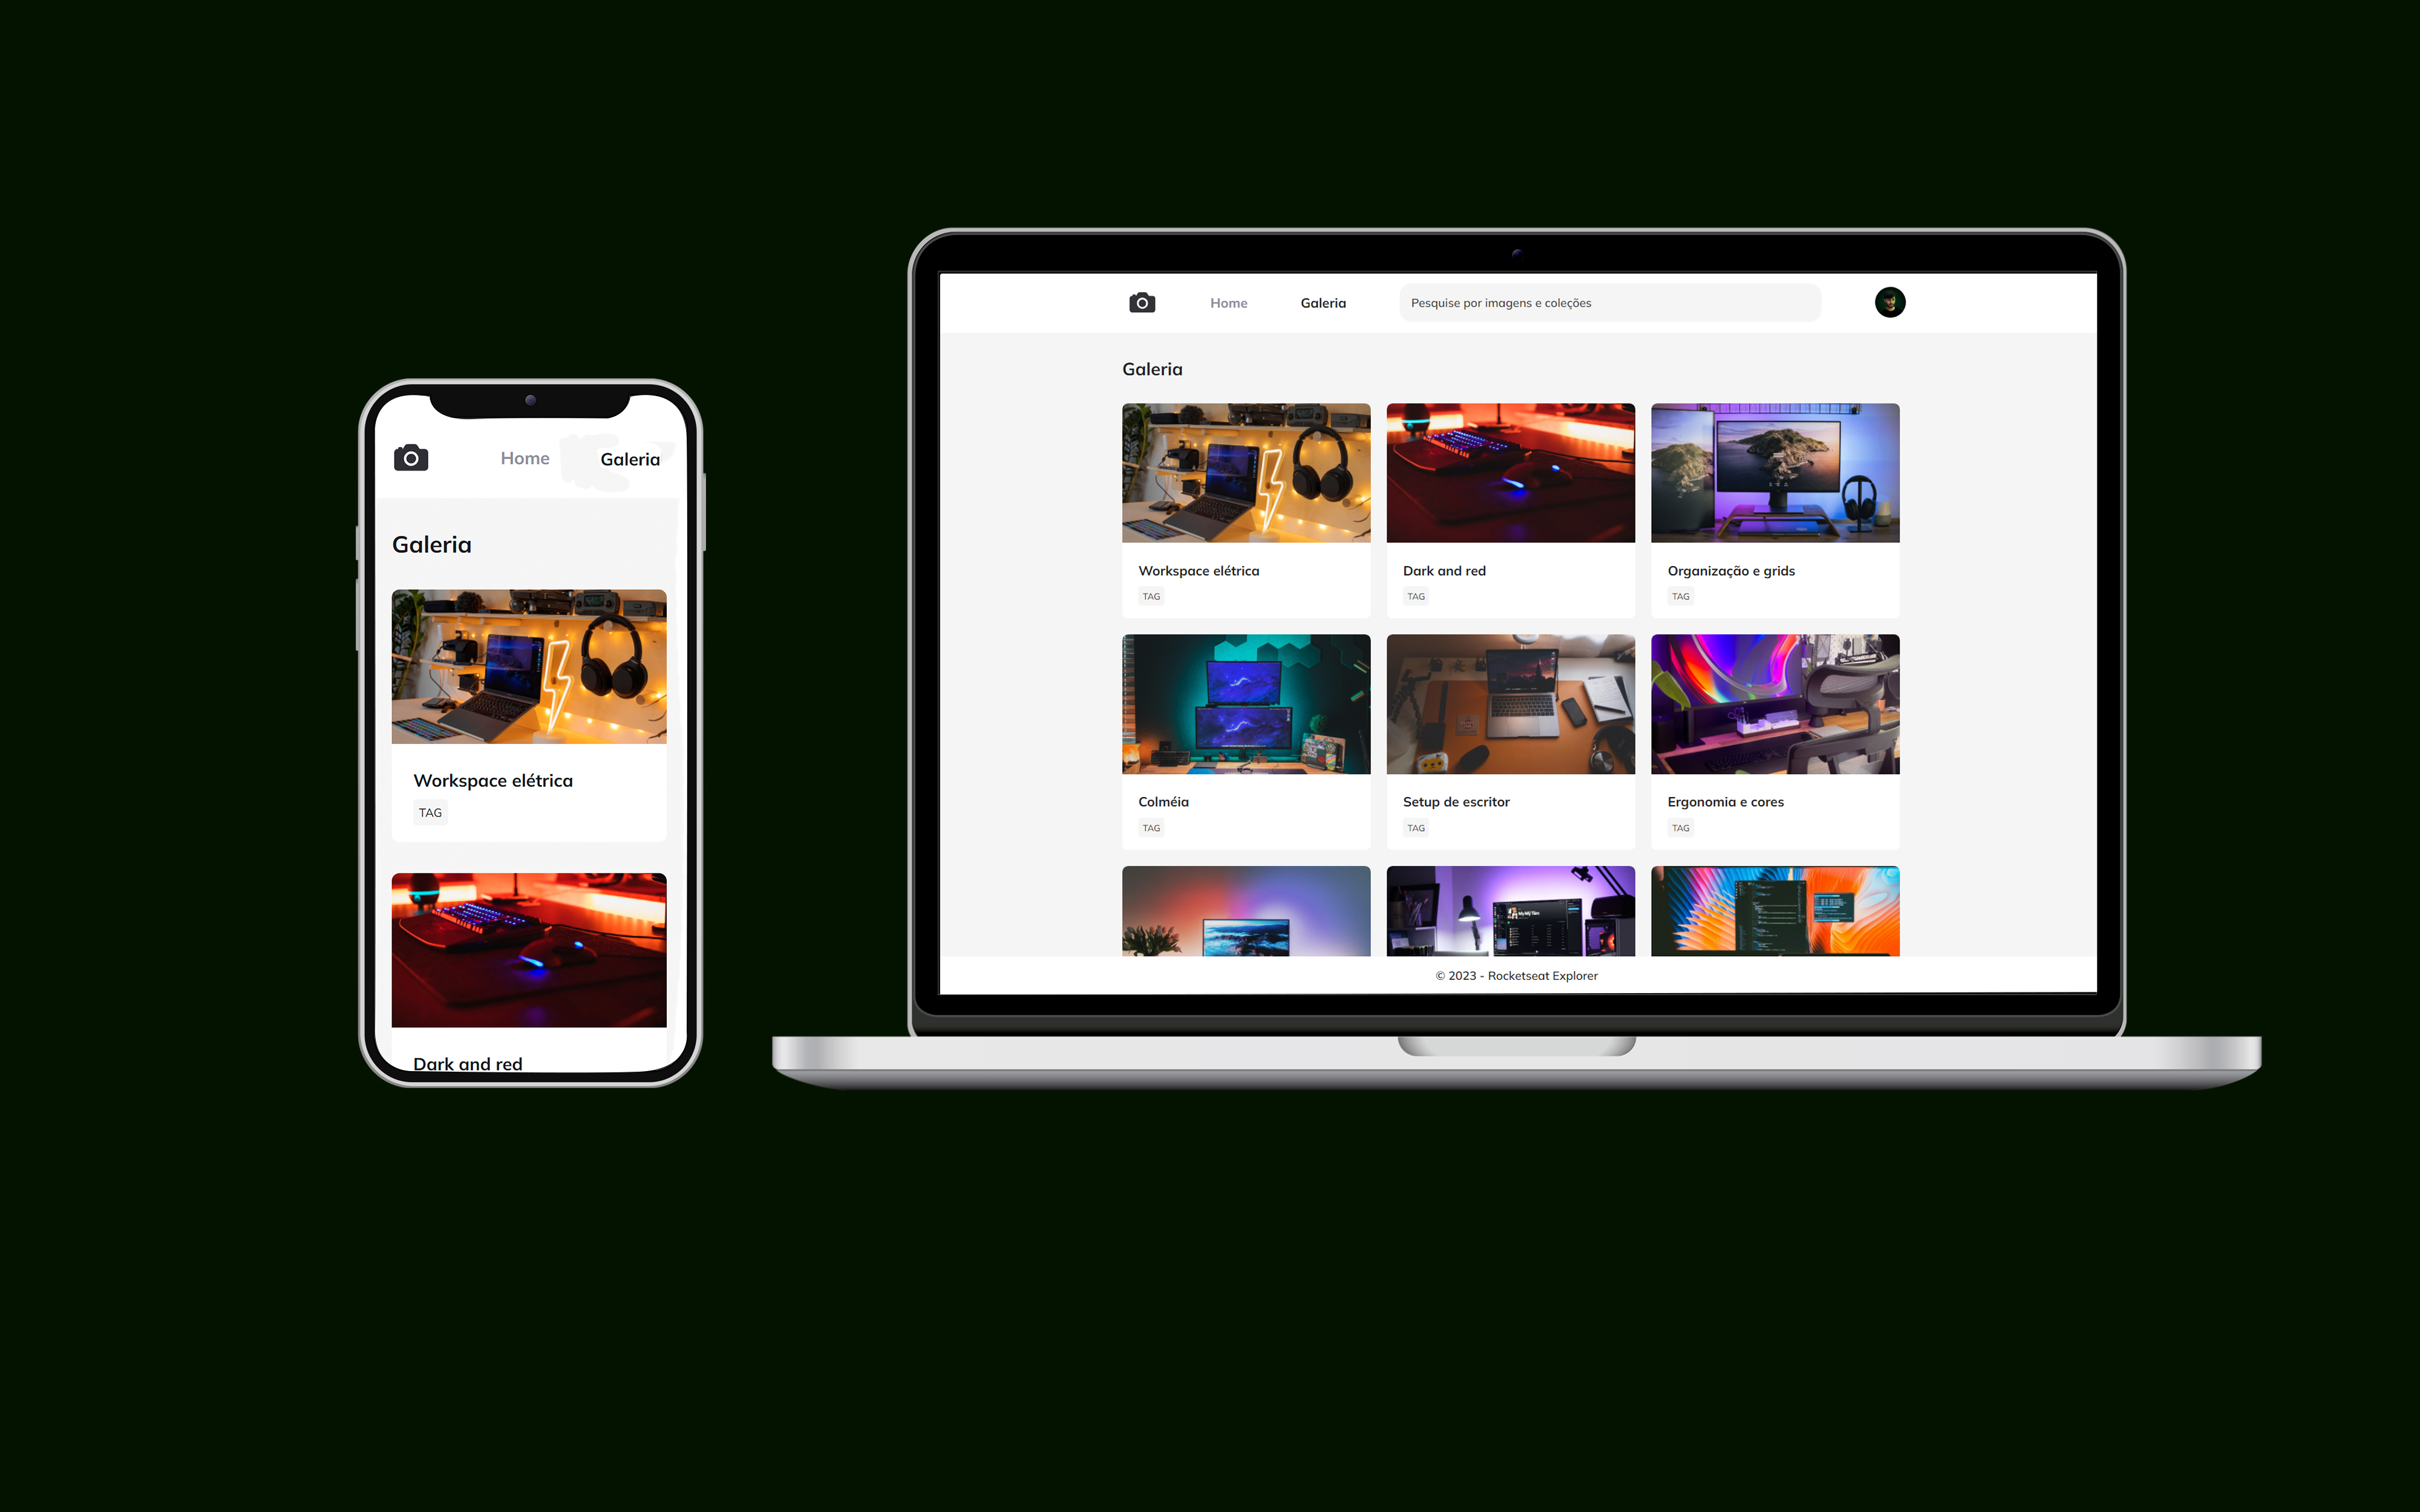 Home
Galeria
Galeria
Workspace elétrica
TAG
Dark and red
Home
Galeria
Pesquise por imagens e coleções
Galeria
Workspace elétrica
TAG
Dark and red
TAG
Organização e grids
TAG
Colméia
TAG
Setup de escritor
TAG
Ergonomia e cores
TAG
© 2023 - Rocketseat Explorer